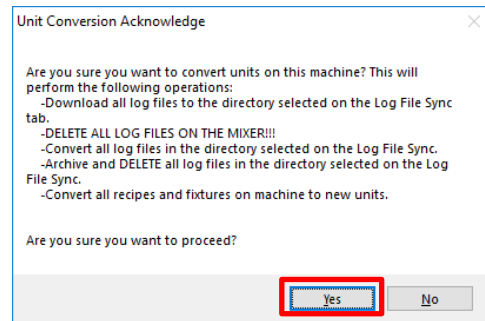 Unit Conversion Acknowledge
Are you sure you want to convert units on this machine? This will
perform the following operations:
-Download all log files to the directory selected on the Log File Sync
tab.
-DELETE ALL LOG FILES ON THE MIXER!!!
-Convert all log files in the directory selected on the Log File Sync.
-Archive and DELETE all log files in the directory selected on the Log
File Sync.
-Convert all recipes and fixtures on machine to new units.
Are you sure you want to proceed?
Yes No